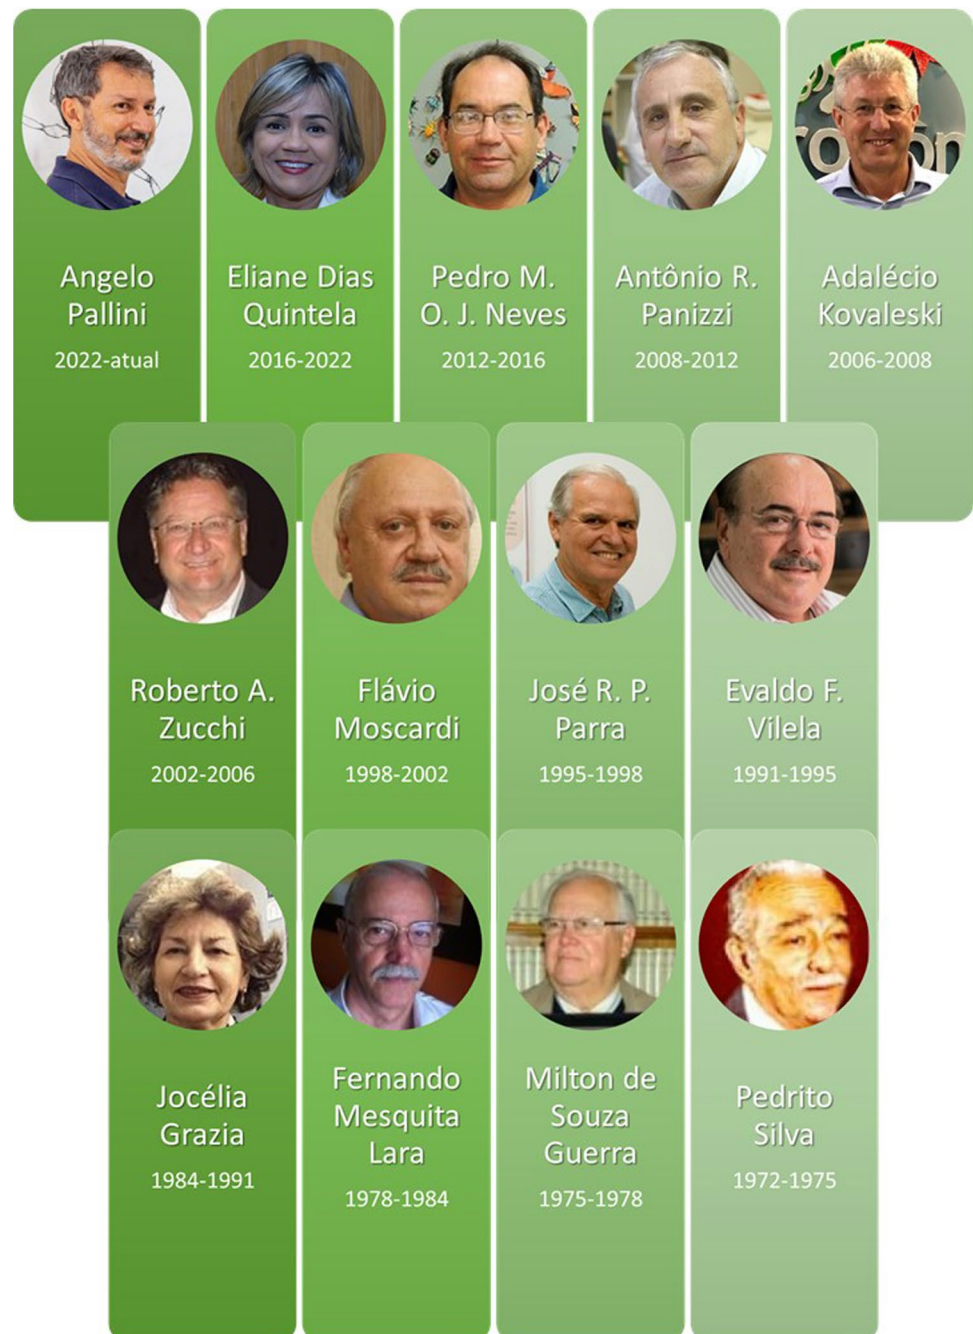 Angelo
Pallini
2022-atual
Eliane Dias
Quintela
2016-2022
Pedro M.
O. J. Neves
2012-2016
Antônio R.
Panizzi
2008-2012
Adalécio
Kovaleski
2006-2008
Roberto A.
Zucchi
2002-2006
Flávio
Moscardi
1998-2002
José R. P.
Parra
1995-1998
Evaldo F.
Vilela
1991-1995
Jocélia
Grazia
1984-1991
Fernando
Mesquita
Lara
1978-1984
Milton de
Souza
Guerra
1975-1978
Pedrito
Silva
1972-1975